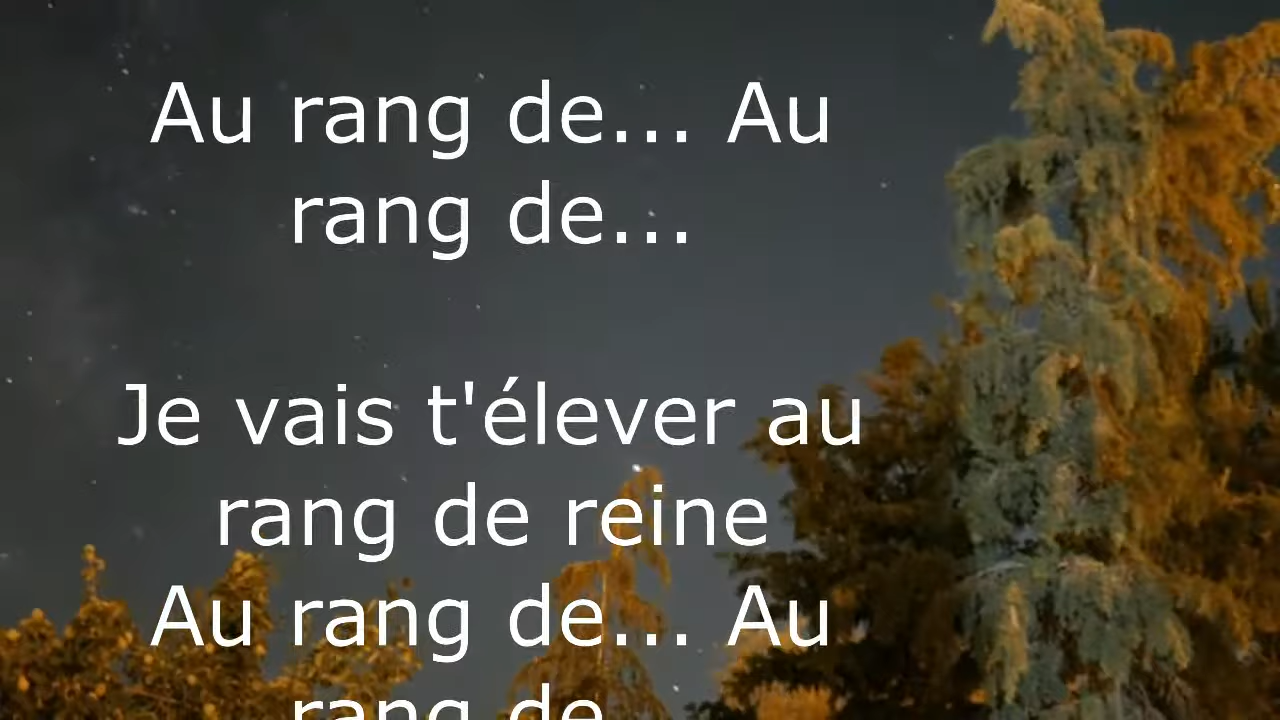 Au rang de... Au
rang de...
Je vais t'élever au
rang de reine
Au rang de... Au
rang de